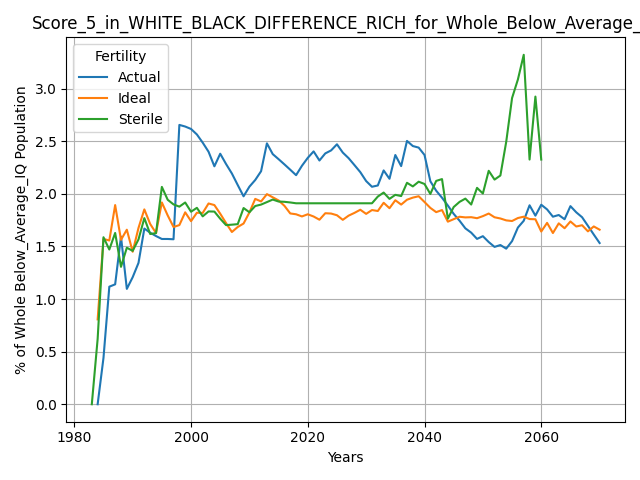 Score_5_in_WHITE_BLACK_DIFFERENCE_RICH_for_Whole_Below_Average_
Fertility
Actual
Ideal
Sterile
% of Whole Below_Average_IQ Population
3.0
2.5
2.0
1.5
1.0
0.5
0.0
1980 2000 2020 2040 2060
Years